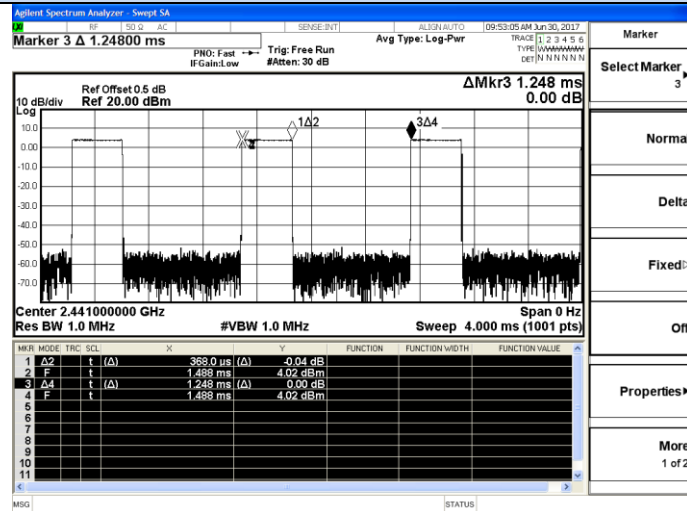 Agilent Spectrum Analyzer - Swept SA
RF 50 Ω AC SENSE:INT ALIGN AUTO 09:53:05 AM Jun 30, 2017
Marker 3 Δ 1.24800 ms
PNO: Fast
IFGain:Low
Trig: Free Run
#Atten: 30 dB
Avg Type: Log-Pwr
TRACE 1 2 3 4 5 6
TYPE
DET N N N N N N
Ref Offset 0.5 dB
10 dB/div Ref 20.00 dBm
Log
ΔMkr3 1.248 ms
0.00 dB
1Δ2
3Δ4
10.0
0.00
-10.0
-20.0
-30.0
-40.0
-50.0
-60.0
-70.0
Center 2.441000000 GHz Span 0 Hz
Res BW 1.0 MHz #VBW 1.0 MHz Sweep 4.000 ms (1001 pts)
MKR MODE TRC SCL X Y FUNCTION FUNCTION WIDTH FUNCTION VALUE
1 Δ2 t (Δ) 368.0 µs (Δ) -0.04 dB
2 F t 1.488 ms 4.02 dBm
3 Δ4 t (Δ) 1.248 ms (Δ) 0.00 dB
4 F t 1.488 ms 4.02 dBm
5
6
7
8
9
10
11
MSG STATUS
Marker
Select Marker
3
Norma
Delta
Fixed
Off
Properties
More
1 of 2